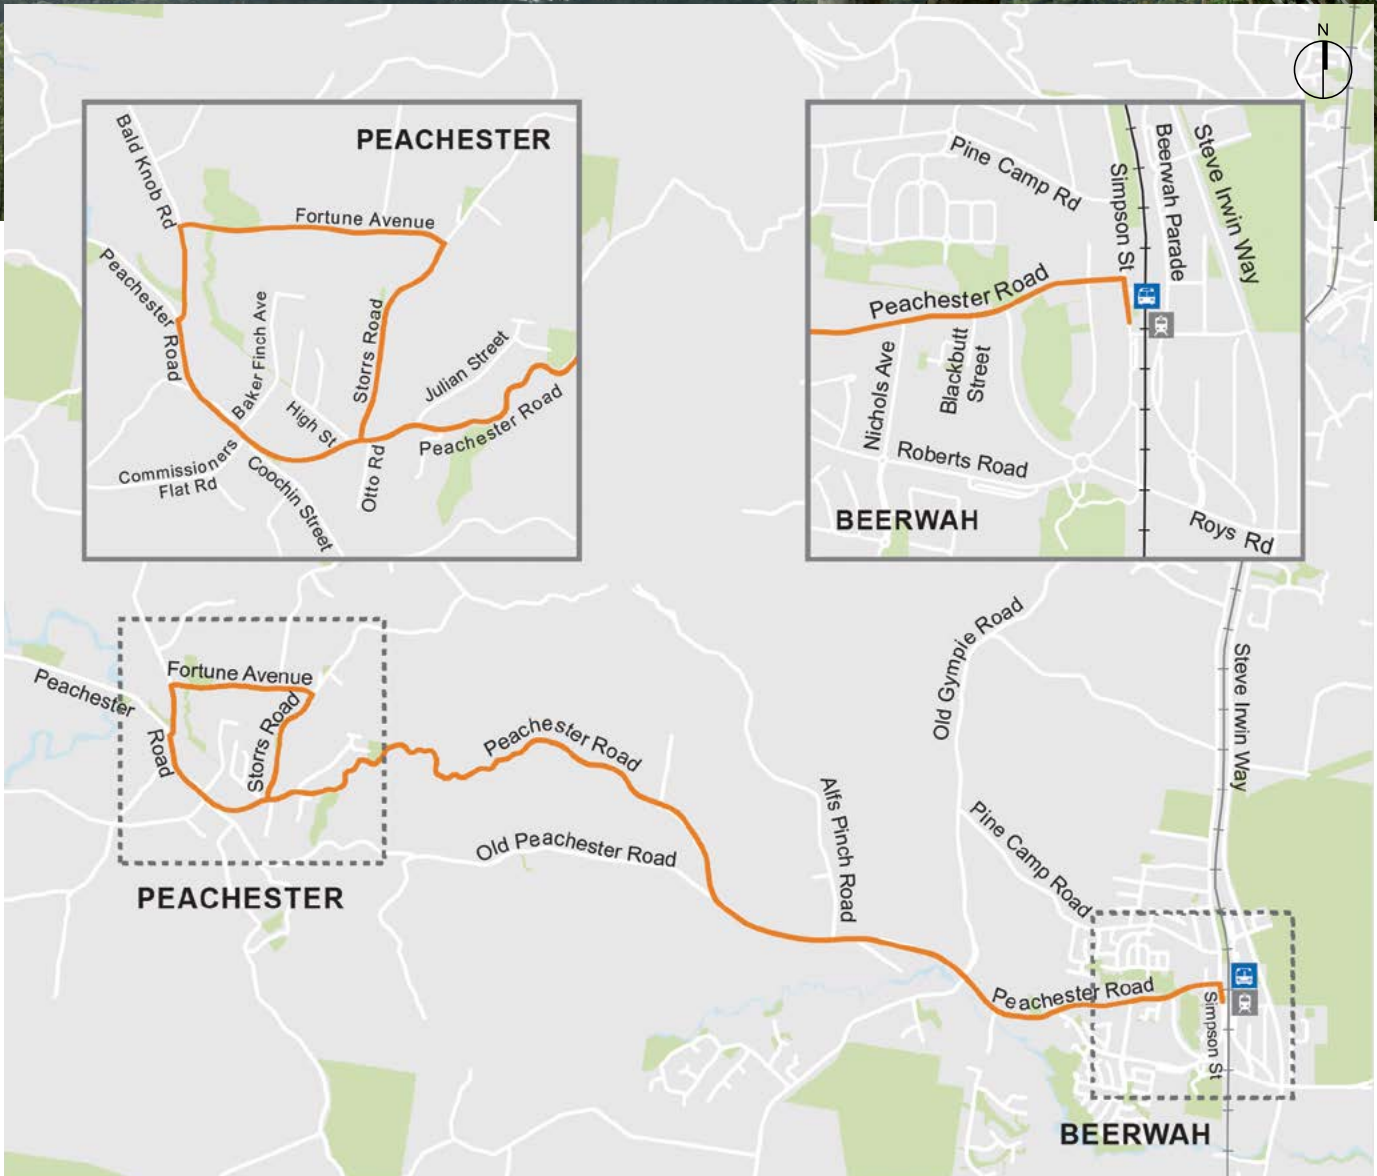 N
PEACHESTER
Bald Knob Rd
Fortune Avenue
Peachester
Road
Baker Finch Ave
Storrs Road
High St
Julian Street
Peachester Road
Commissioners
Flat Rd
Coochin Street
Otto Rd
Pine Camp Rd
Simpson St
Beerwah Parade
Steve Irwin Way
Peachester Road
Nichols Ave
Blackbutt
Street
Roberts Road
BEERWAH
Roys Rd
Fortune Avenue
Peachester
Road
Storrs Road
PEACHESTER
Peachester Road
Old Peachester Road
Alfs Pinch Road
Old Gympie Road
Pine Camp Road
Steve Irwin Way
Peachester Road
Simpson St
BEERWAH